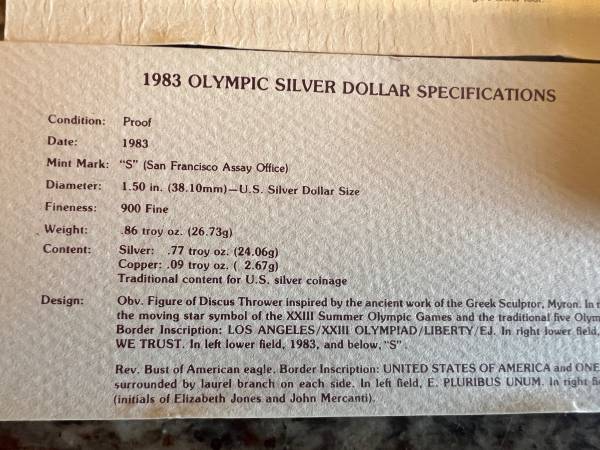 1983 OLYMPIC SILVER DOLLAR SPECIFICATIONS
Condition: Proof
Date: 1983
Mint Mark: "S" (San Francisco Assay Office)
Diameter: 1.50 in. (38.10mm)—U.S. Silver Dollar Size
Fineness: 900 Fine
Weight: .86 troy oz. (26.73g)
Content: Silver: .77 troy oz. (24.06g)
Copper: .09 troy oz. ( 2.67g)
Traditional content for U.S. silver coinage
Design: Obv. Figure of Discus Thrower inspired by the ancient work of the Greek Sculptor, Myron. In
the moving star symbol of the XXIII Summer Olympic Games and the traditional five Olym
Border Inscription: LOS ANGELES/XXIII OLYMPIAD/LIBERTY/EJ. In right lower field,
WE TRUST. In left lower field, 1983, and below, "S".
Rev. Bust of American eagle. Border Inscription: UNITED STATES OF AMERICA and ONE
surrounded by laurel branch on each side. In left field, E. PLURIBUS UNUM. In right
(initials of Elizabeth Jones and John Mercanti).